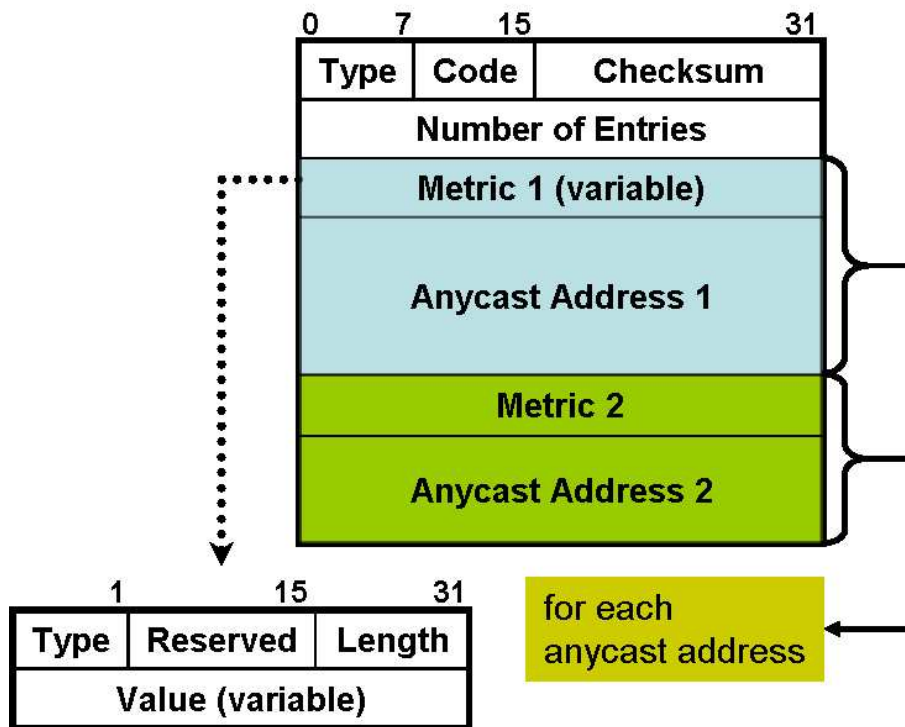 0 7 15 31
Type Code Checksum
Number of Entries
Metric 1 (variable)
Anycast Address 1
Metric 2
Anycast Address 2
1 15 31
Type Reserved Length
Value (variable)
for each
anycast address